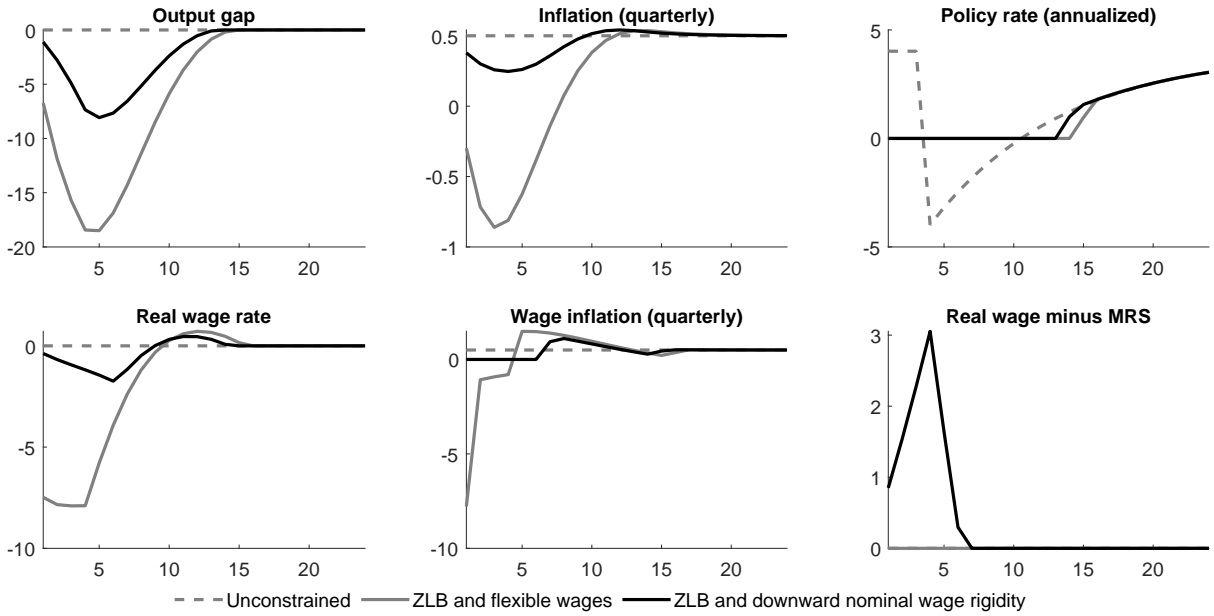 Output gap
0
-5
-10
-15
-20
5 10 15 20
Inflation (quarterly)
0.5
0
-0.5
-1
5 10 15 20
Policy rate (annualized)
5
0
-5
5 10 15 20
Real wage rate
0
-5
-10
5 10 15 20
Wage inflation (quarterly)
0
-5
-10
5 10 15 20
Real wage minus MRS
3
2
1
0
5 10 15 20
Unconstrained ZLB and flexible wages ZLB and downward nominal wage rigidity